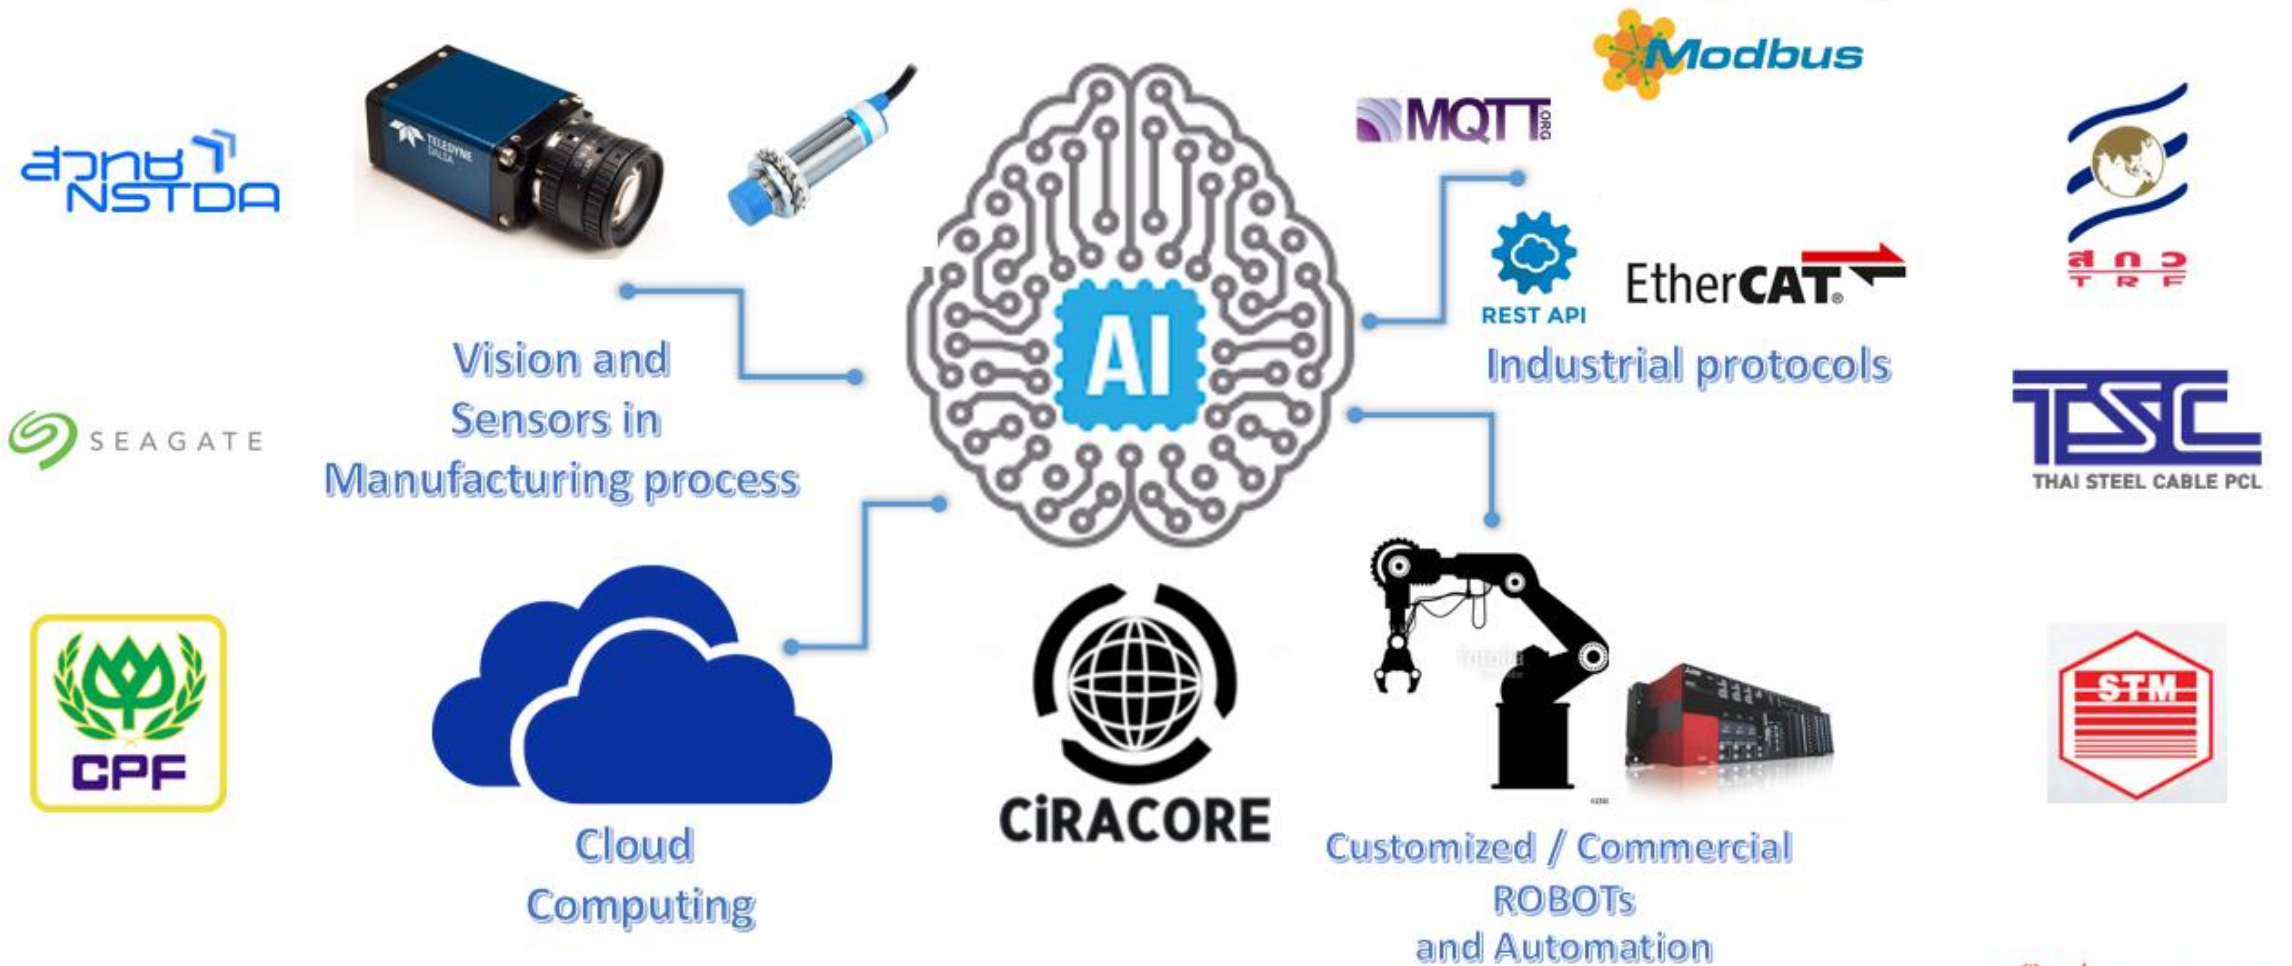 Modbus
MQTT
.ORG
สวทช
NSTDA
TELEDYNE
DALSA
AI
REST API
EtherCAT®
สกว
TRF
Industrial protocols
Vision and
Sensors in
Manufacturing process
SEAGATE
TSC
THAI STEEL CABLE PCL
CPF
STM
CiRACORE
Cloud
Computing
Customized / Commercial
ROBOTs
and Automation